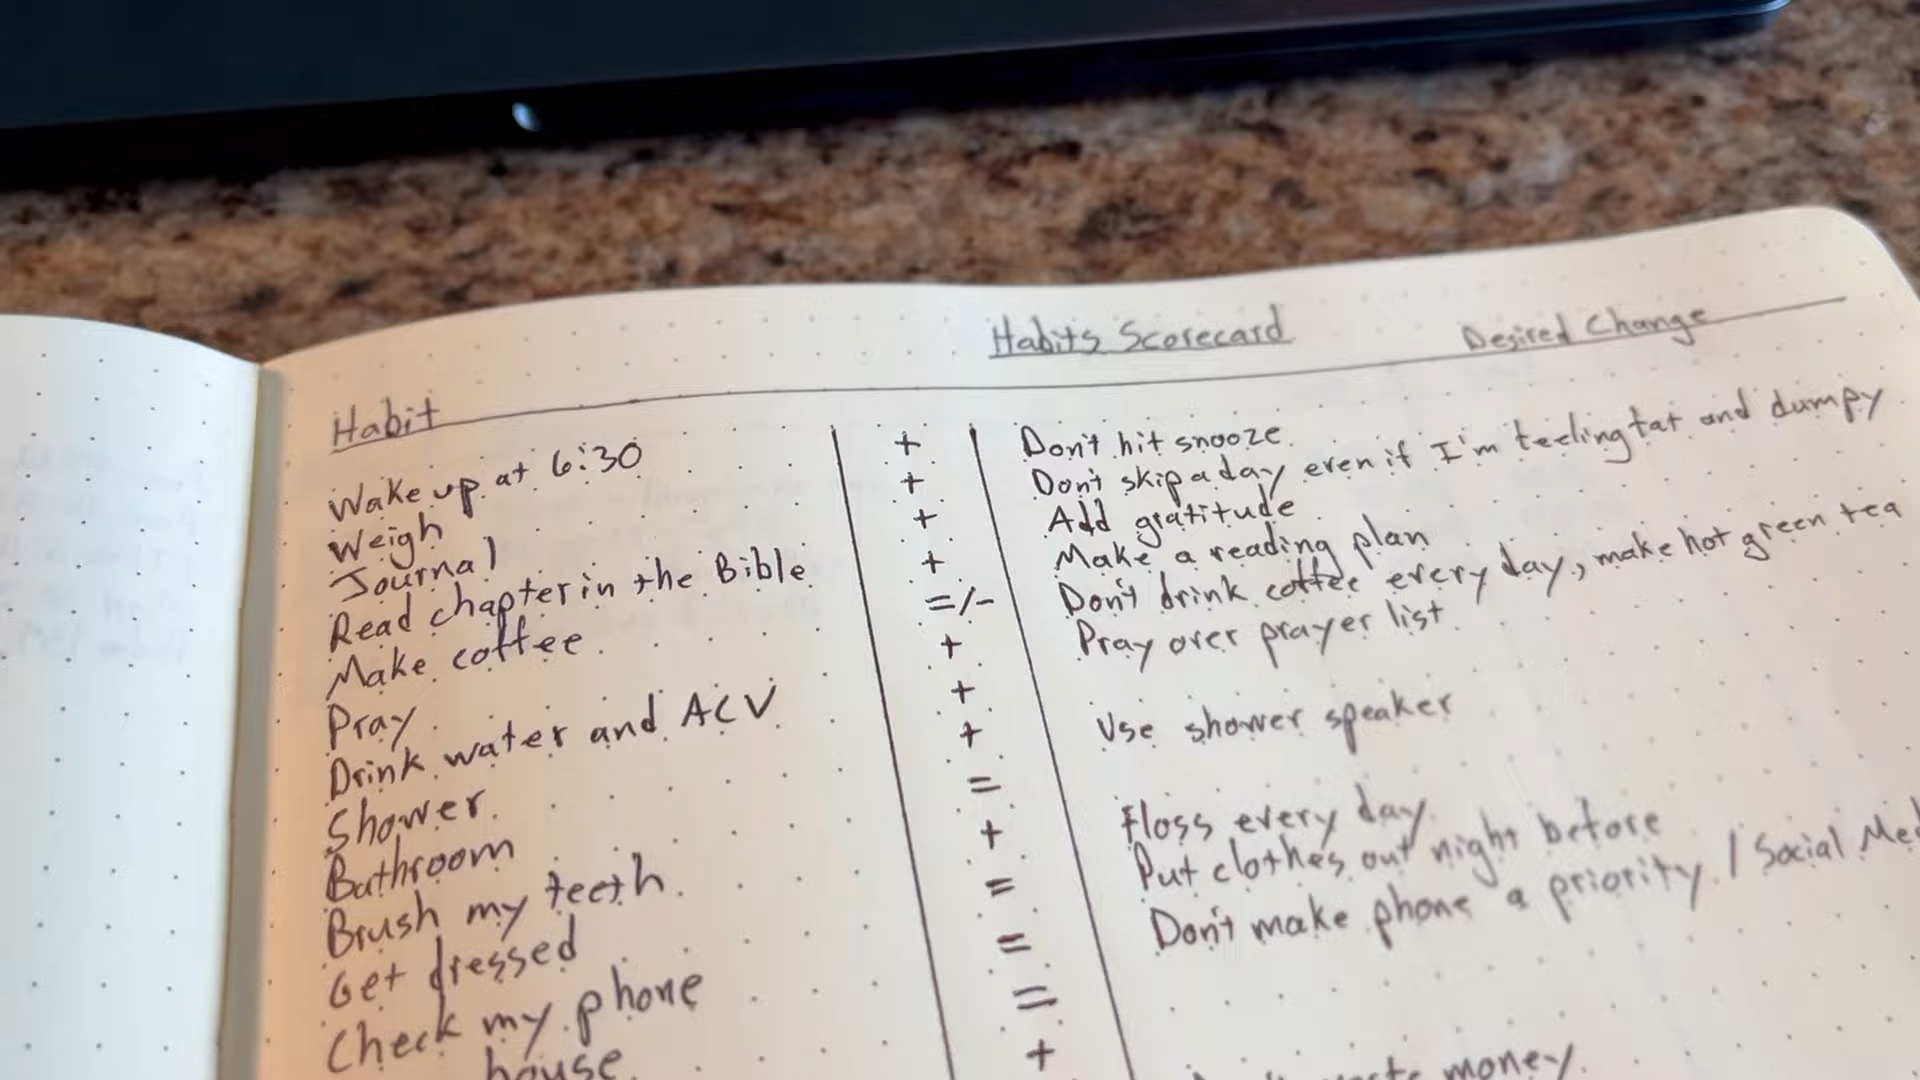 Habits Scorecard
Habit Desired Change
Wake up at 6:30 + Don't hit snooze
Weigh + Don't skip a day even if I'm feeling fat and dumpy
Journal + Add gratitude
Read chapter in the Bible + Make a reading plan
Make coffee =/- Don't drink coffee every day, make hot green tea
Pray + Pray over prayer list
Drink water and ACV +
Shower + Use shower speaker
Bathroom =
Brush my teeth + Floss every day
Get dressed = Put clothes out night before
Check my phone = Don't make phone a priority / Social
house =
+
money